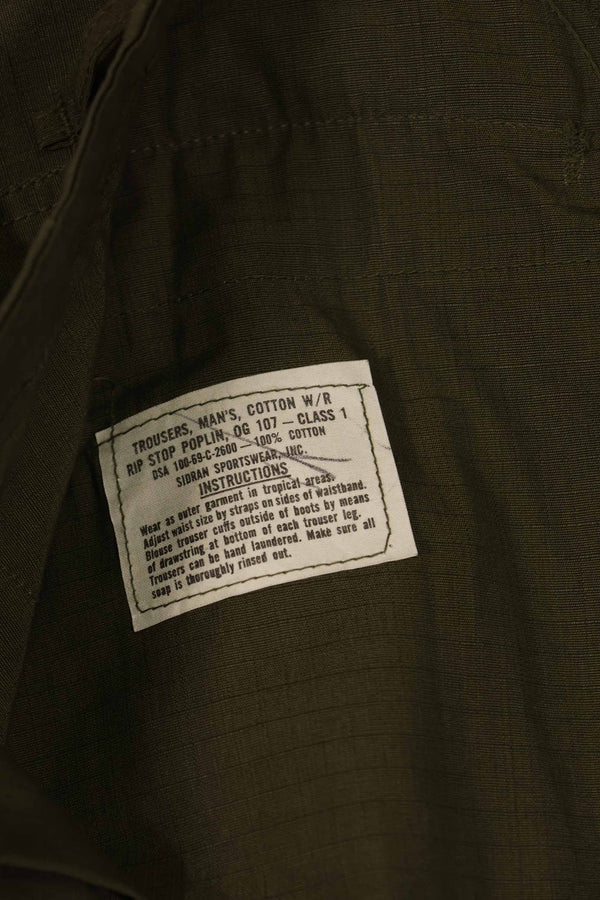 TROUSERS, MAN'S, COTTON W/R
RIP STOP POPLIN, OG 107 — CLASS 1
DSA 100-69-C-2600 — 100% COTTON
SIDRAN SPORTSWEAR, INC.
INSTRUCTIONS
Wear as outer garment in tropical areas.
Adjust waist size by straps on sides of waistband.
Blouse trouser cuffs outside of boots by means
of drawstring at bottom of each trouser leg.
Trousers can be hand laundered. Make sure all
soap is thoroughly rinsed out.